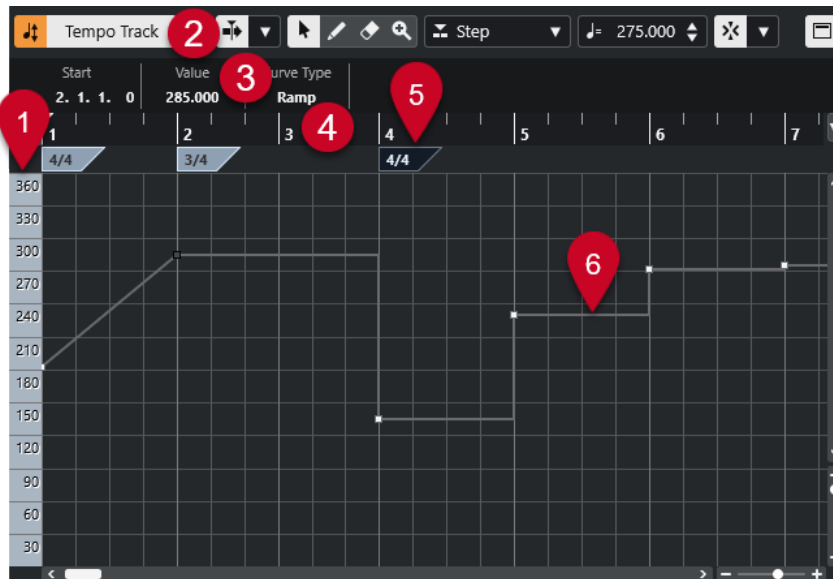 Tempo Track 2 Step 275.000
Start Value 3 urve Type
2. 1. 1. 0 285.000 Ramp 5
1 1 2 3 4 4 5 6 7
4/4 3/4 4/4
360
330
300
6
270
240
210
180
150
120
90
60
30